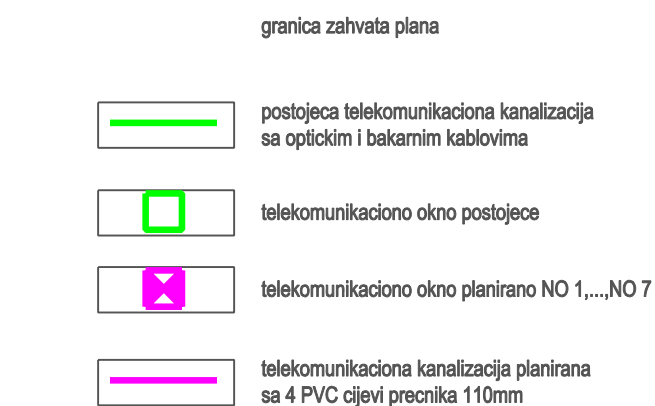 granica zahvata plana
postojeca telekomunikaciona kanalizacija
sa optickim i bakarnim kablovima
telekomunikaciono okno postojece
telekomunikaciono okno planirano NO 1,...,NO 7
telekomunikaciona kanalizacija planirana
sa 4 PVC cijevi precnika 110mm